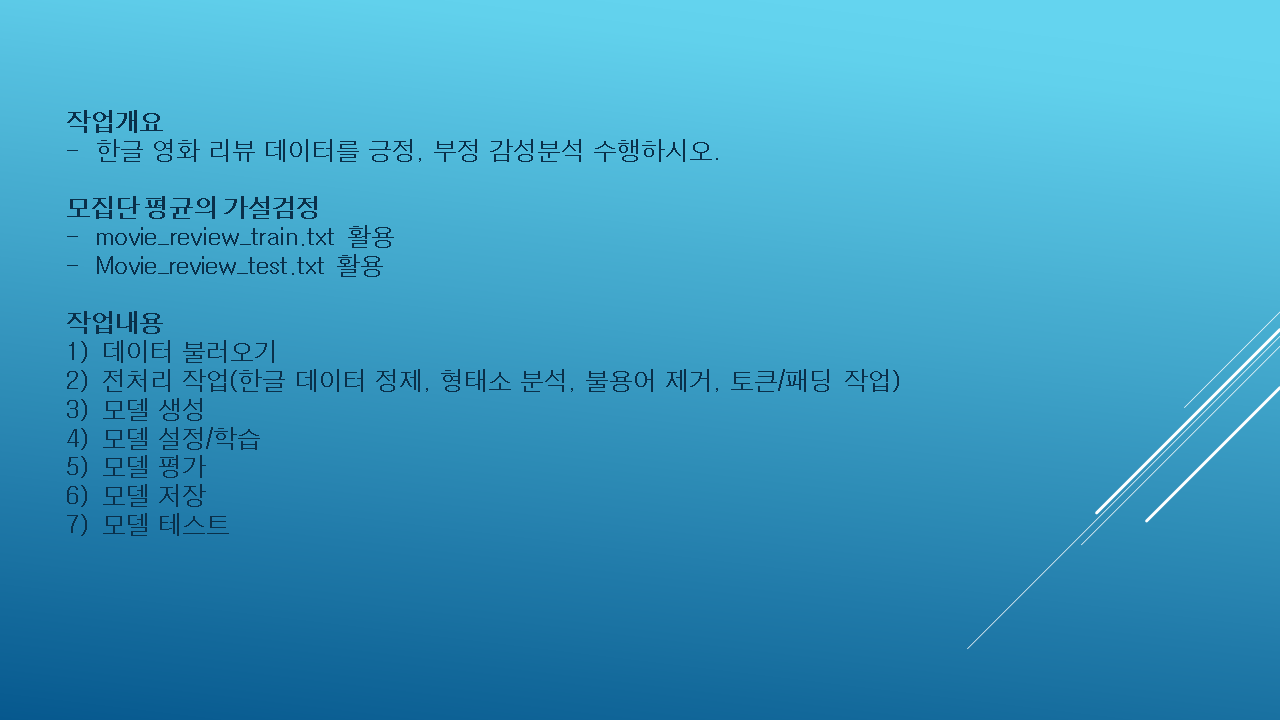 작업개요
- 한글 영화 리뷰 데이터를 긍정, 부정 감성분석 수행하시오.
모집단 평균의 가설검정
- movie_review_train.txt 활용
- Movie_review_test.txt 활용
작업내용
1) 데이터 불러오기
2) 전처리 작업(한글 데이터 정제, 형태소 분석, 불용어 제거, 토큰/패딩 작업)
3) 모델 생성
4) 모델 설정/학습
5) 모델 평가
6) 모델 저장
7) 모델 테스트